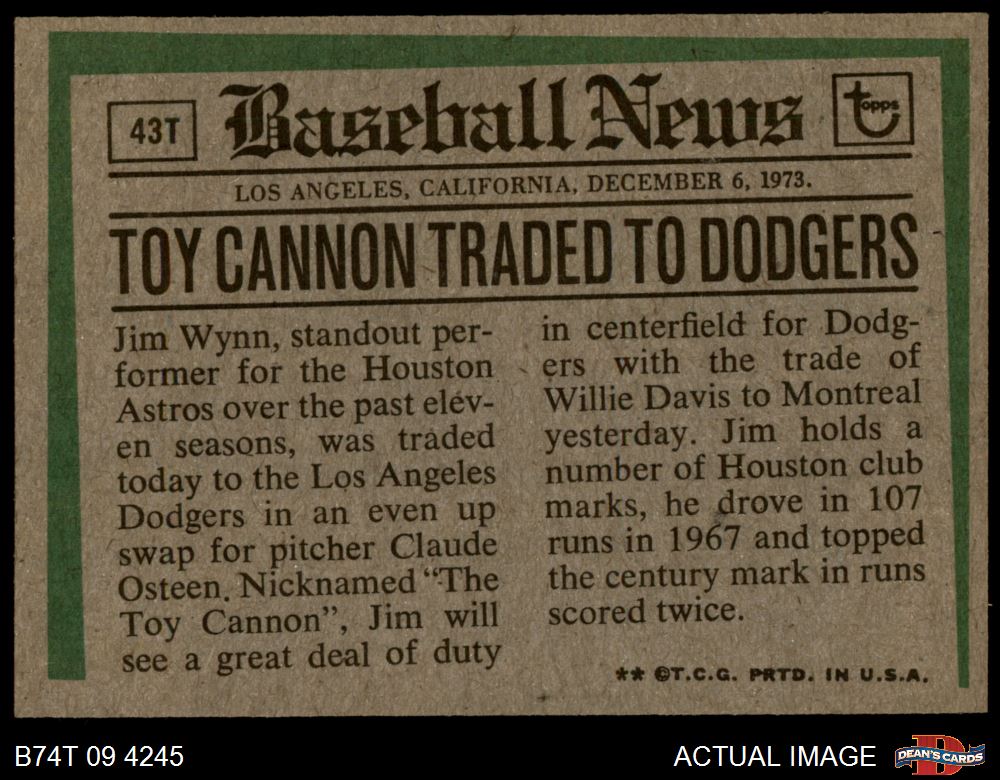 43T
Baseball News
topps
LOS ANGELES, CALIFORNIA, DECEMBER 6, 1973.
TOY CANNON TRADED TO DODGERS
Jim Wynn, standout per-
former for the Houston
Astros over the past elev-
en seasons, was traded
today to the Los Angeles
Dodgers in an even up
swap for pitcher Claude
Osteen. Nicknamed “The
Toy Cannon”, Jim will
see a great deal of duty
in centerfield for Dodg-
ers with the trade of
Willie Davis to Montreal
yesterday. Jim holds a
number of Houston club
marks, he drove in 107
runs in 1967 and topped
the century mark in runs
scored twice.
** ©T.C.G. PRTD. IN U.S.A.
B74T 09 4245
ACTUAL IMAGE
D
DEAN'S CARDS